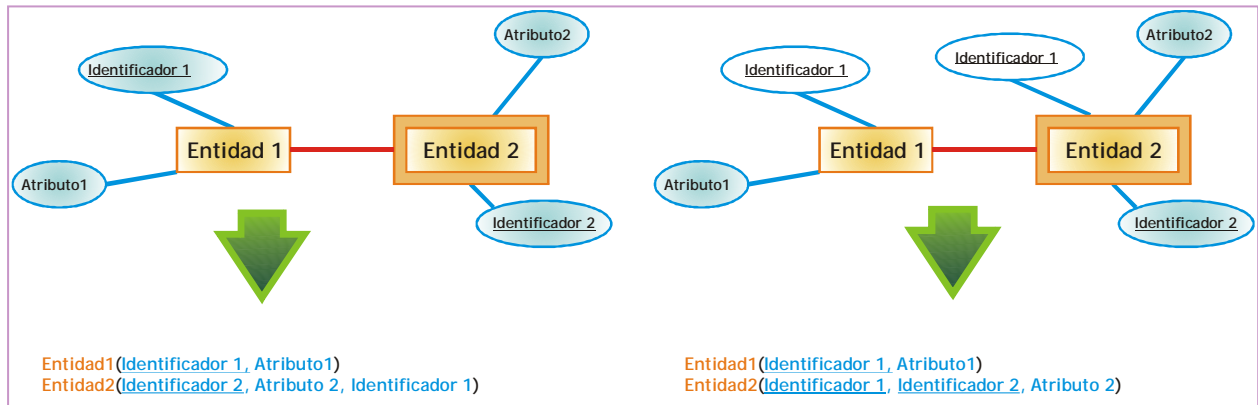 Atributo2
Identificador 1
Entidad 1
Entidad 2
Atributo1
Identificador 2
Entidad1(Identificador 1, Atributo1)
Entidad2(Identificador 2, Atributo 2, Identificador 1)
Atributo2
Identificador 1
Identificador 1
Entidad 1
Entidad 2
Atributo1
Identificador 2
Entidad1(Identificador 1, Atributo1)
Entidad2(Identificador 1, Identificador 2, Atributo 2)